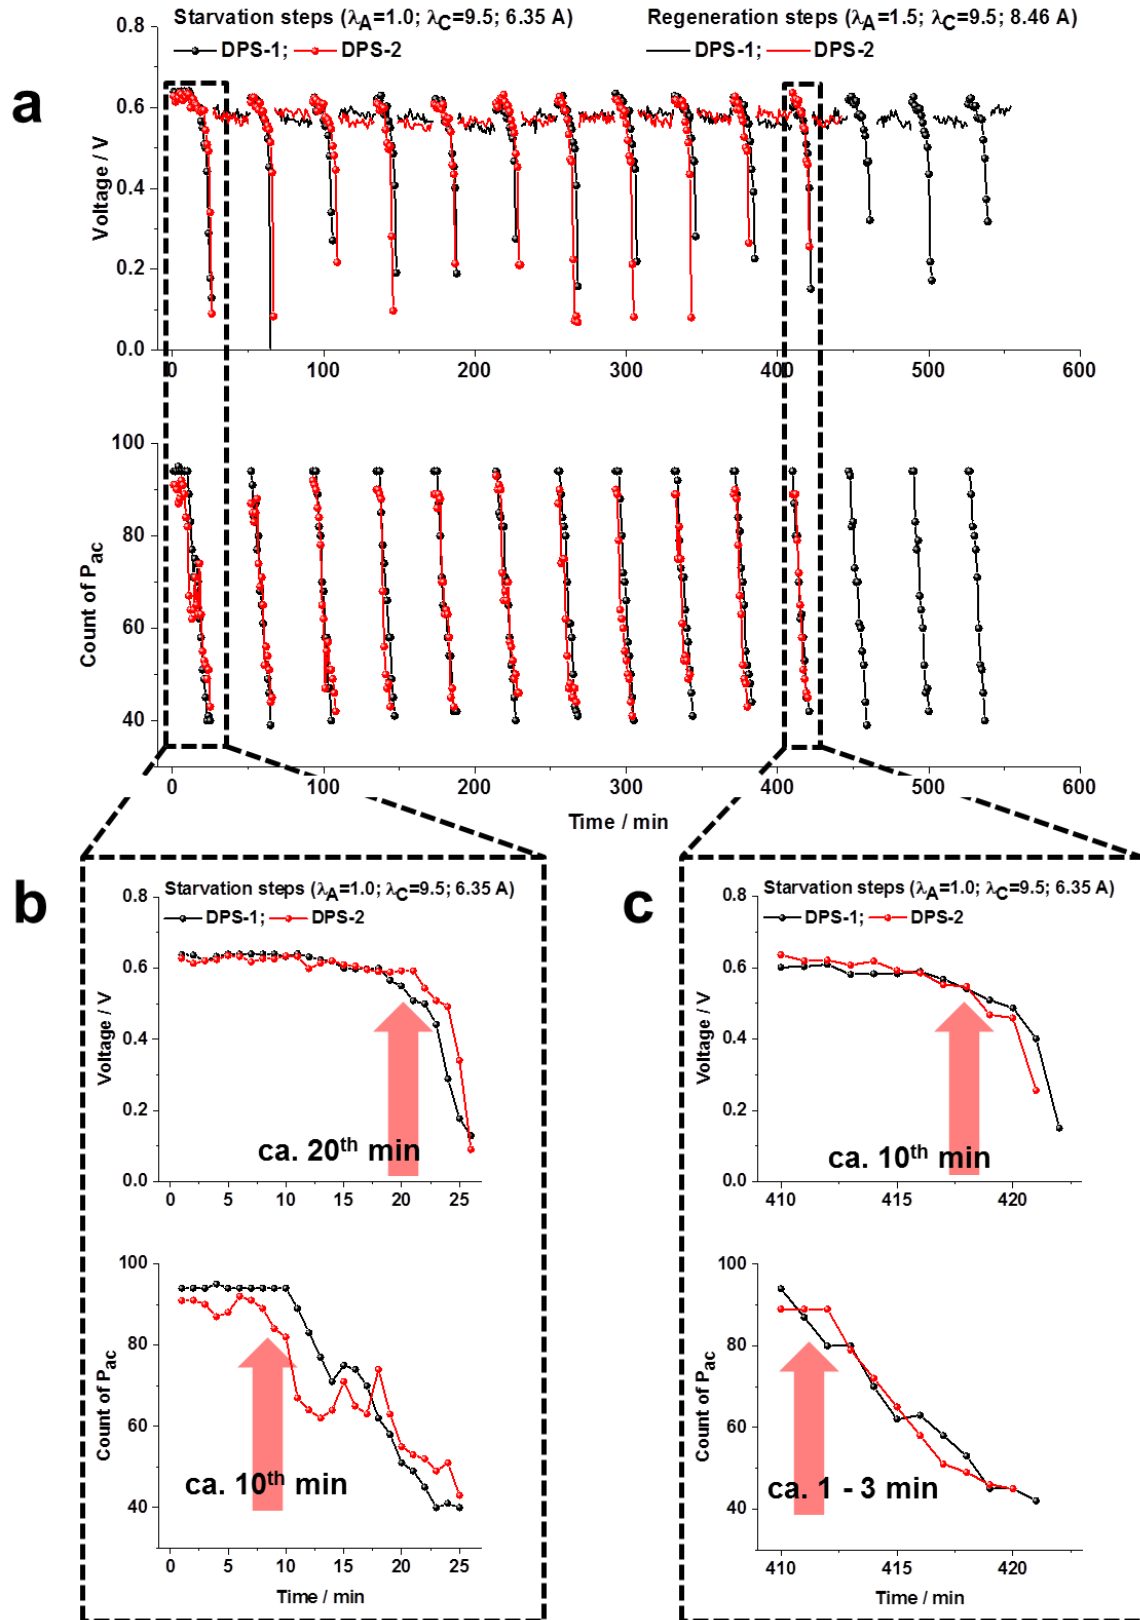 Starvation steps (λA=1.0; λC=9.5; 6.35 A) Regeneration steps (λA=1.5; λC=9.5; 8.46 A)
DPS-1; DPS-2 DPS-1; DPS-2
a
0.8
0.6
0.4
0.2
0.0
Voltage / V
0 100 200 300 400 500 600
100
80
60
40
Count of Pac
0 100 200 300 400 500 600
Time / min
b
Starvation steps (λA=1.0; λC=9.5; 6.35 A)
DPS-1; DPS-2
0.8
0.6
0.4
0.2
0.0
Voltage / V
ca. 20th min
0 5 10 15 20 25
100
80
60
40
Count of Pac
ca. 10th min
0 5 10 15 20 25
Time / min
c
Starvation steps (λA=1.0; λC=9.5; 6.35 A)
DPS-1; DPS-2
0.8
0.6
0.4
0.2
0.0
Voltage / V
ca. 10th min
410 415 420
100
80
60
40
Count of Pac
ca. 1 - 3 min
410 415 420
Time / min